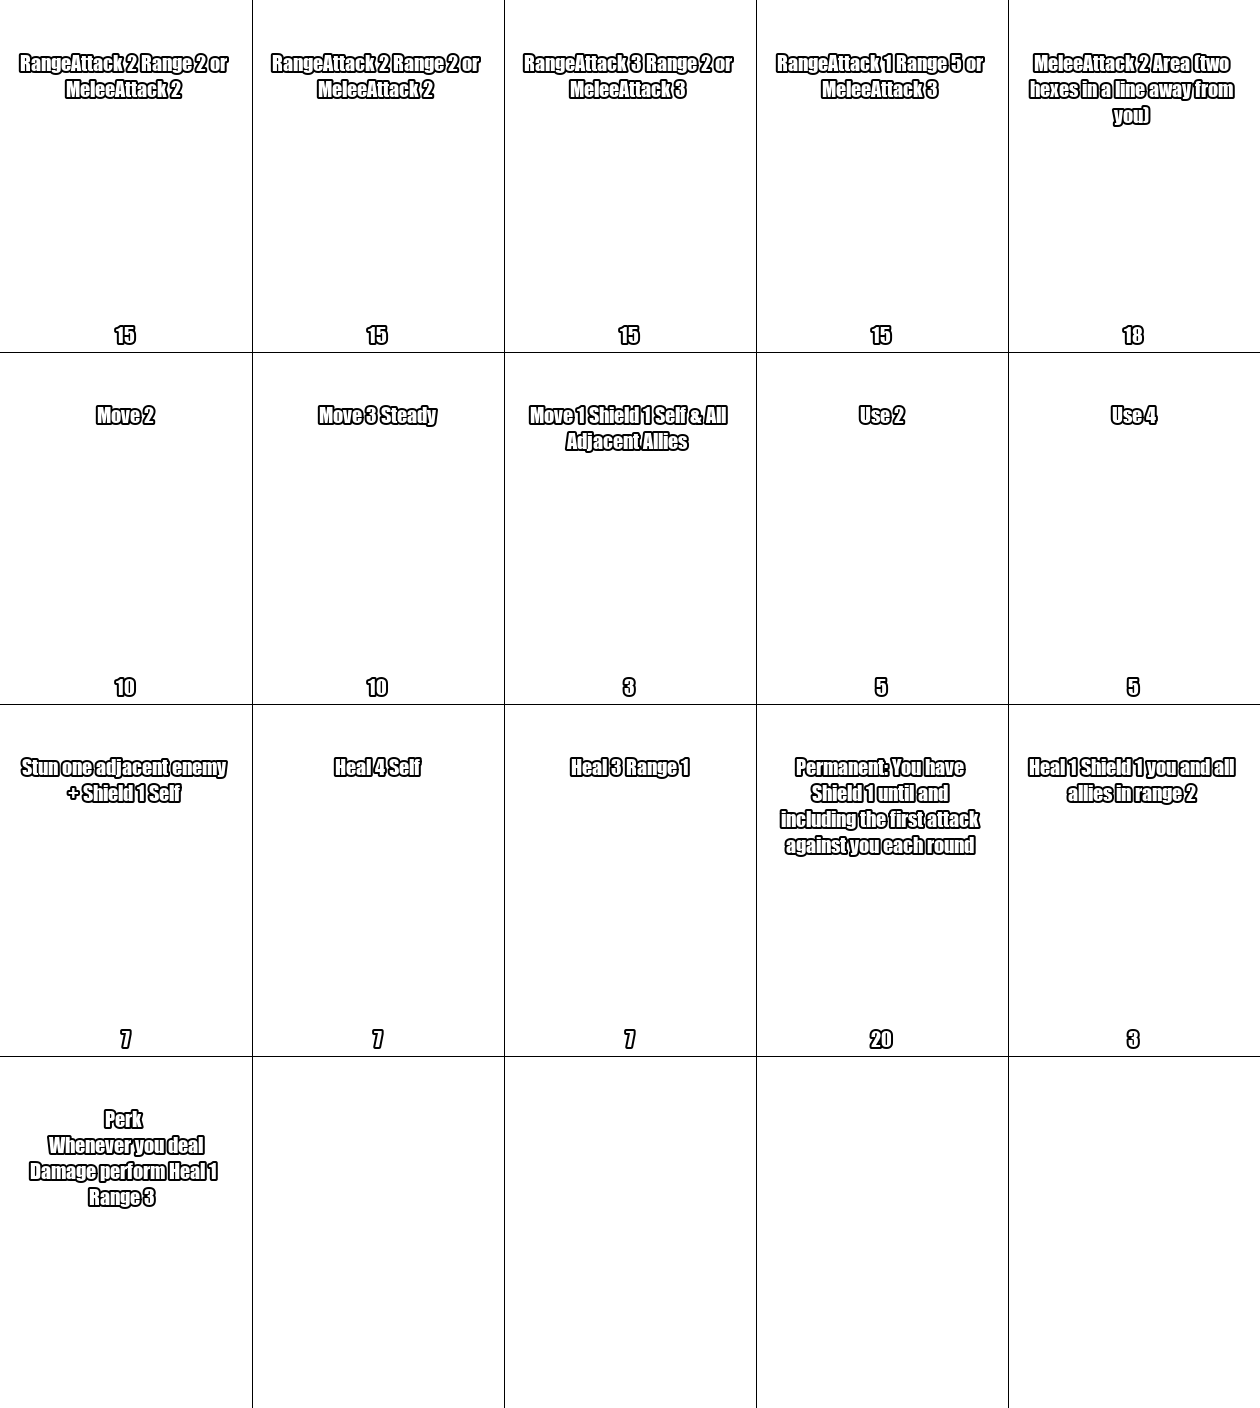 RangeAttack 2 Range 2 or
MeleeAttack 2
15
RangeAttack 2 Range 2 or
MeleeAttack 2
15
RangeAttack 3 Range 2 or
MeleeAttack 3
15
RangeAttack 1 Range 5 or
MeleeAttack 3
15
MeleeAttack 2 Area (two
hexes in a line away from
you)
18
Move 2
10
Move 3 Steady
10
Move 1 Shield 1 Self & All
Adjacent Allies
3
Use 2
5
Use 4
5
Stun one adjacent enemy
+ Shield 1 Self
7
Heal 4 Self
7
Heal 3 Range 1
7
Permanent: You have
Shield 1 until and
including the first attack
against you each round
20
Heal 1 Shield 1 you and all
allies in range 2
3
Perk
Whenever you deal
Damage perform Heal 1
Range 3